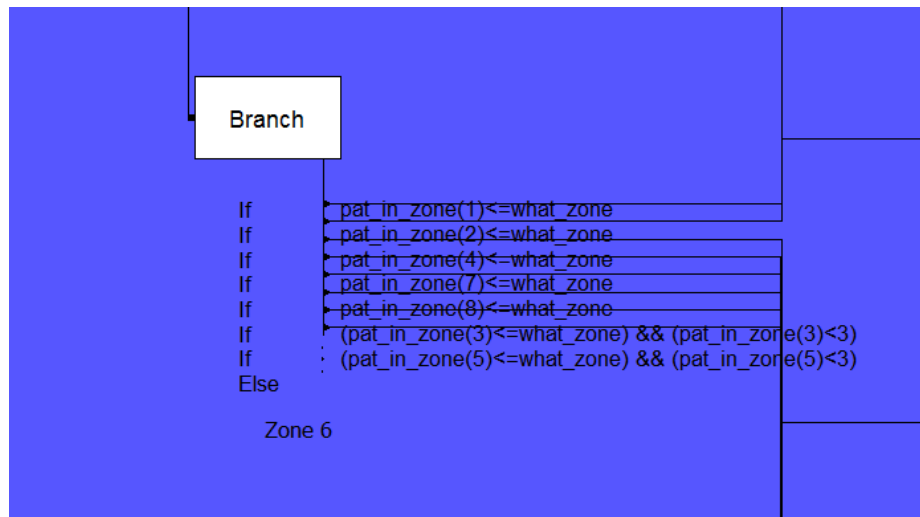 Branch
If pat_in_zone(1)<=what_zone
If pat_in_zone(2)<=what_zone
If pat_in_zone(4)<=what_zone
If pat_in_zone(7)<=what_zone
If pat_in_zone(8)<=what_zone
If (pat_in_zone(3)<=what_zone) && (pat_in_zone(3)<3)
If (pat_in_zone(5)<=what_zone) && (pat_in_zone(5)<3)
Else
Zone 6